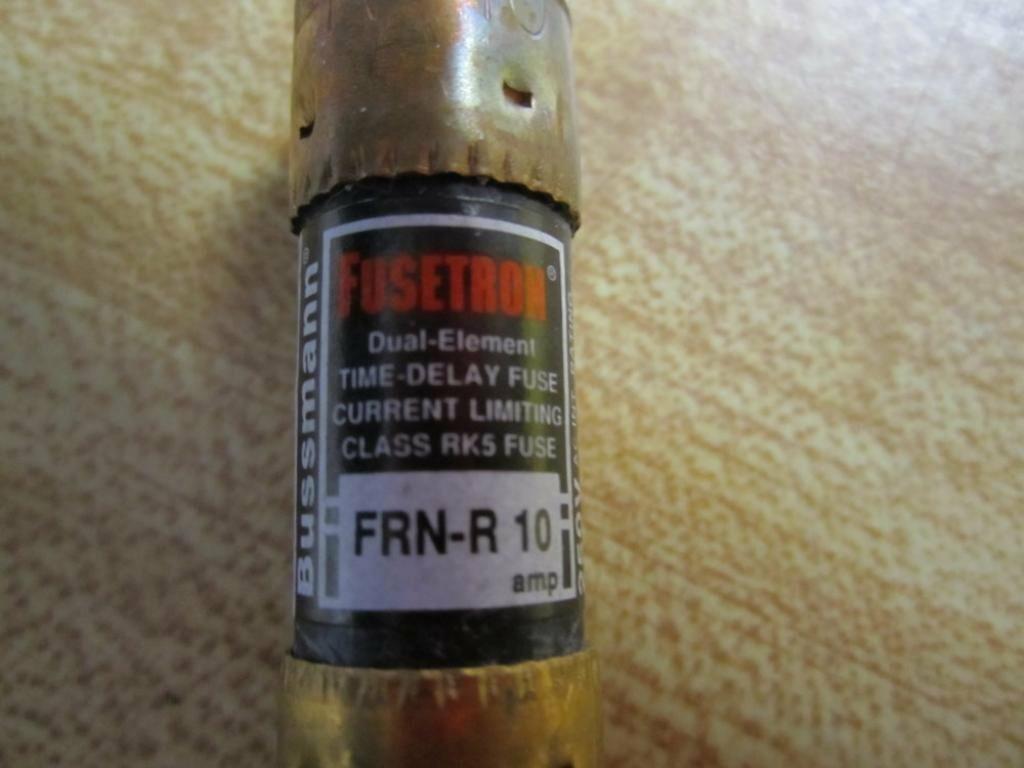 Bussmann®
FUSETRON®
Dual-Element
TIME-DELAY FUSE
CURRENT LIMITING
CLASS RK5 FUSE
FRN-R 10
amp